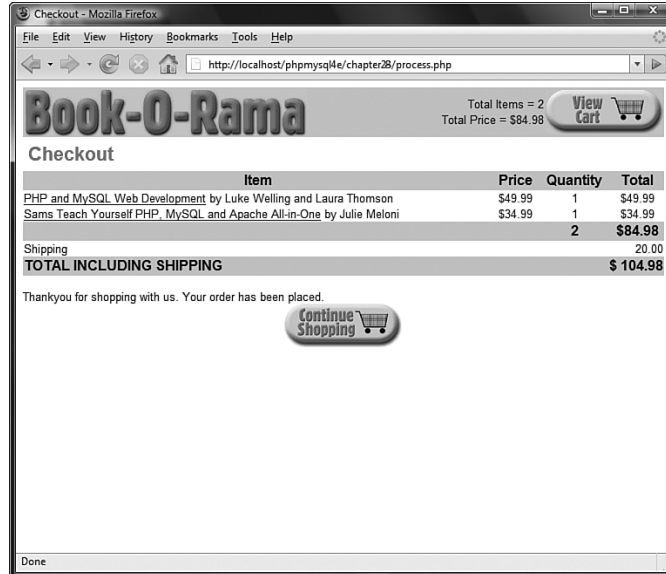 Checkout - Mozilla Firefox
File Edit View History Bookmarks Tools Help
http://localhost/phpmysql4e/chapter28/process.php
Book-O-Rama
Total Items = 2
Total Price = $84.98
View Cart
Checkout
Item Price Quantity Total
PHP and MySQL Web Development by Luke Welling and Laura Thomson $49.99 1 $49.99
Sams Teach Yourself PHP, MySQL and Apache All-in-One by Julie Meloni $34.99 1 $34.99
2 $84.98
Shipping 20.00
TOTAL INCLUDING SHIPPING $ 104.98
Thankyou for shopping with us. Your order has been placed.
Continue
Shopping
Done